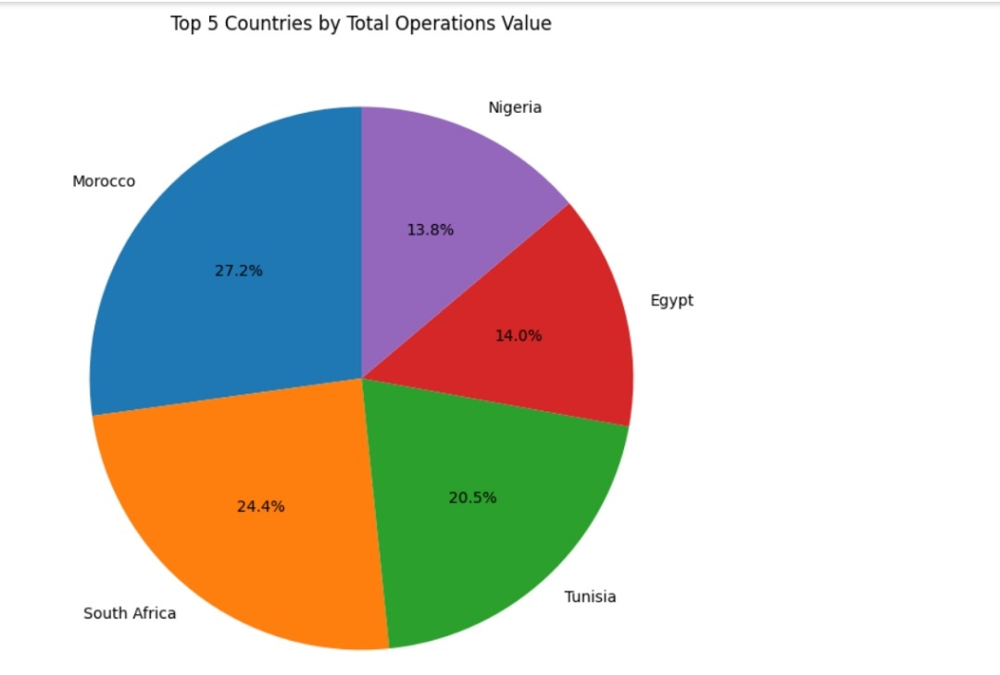 Top 5 Countries by Total Operations Value
Nigeria
Morocco
13.8%
27.2%
Egypt
14.0%
20.5%
24.4%
Tunisia
South Africa